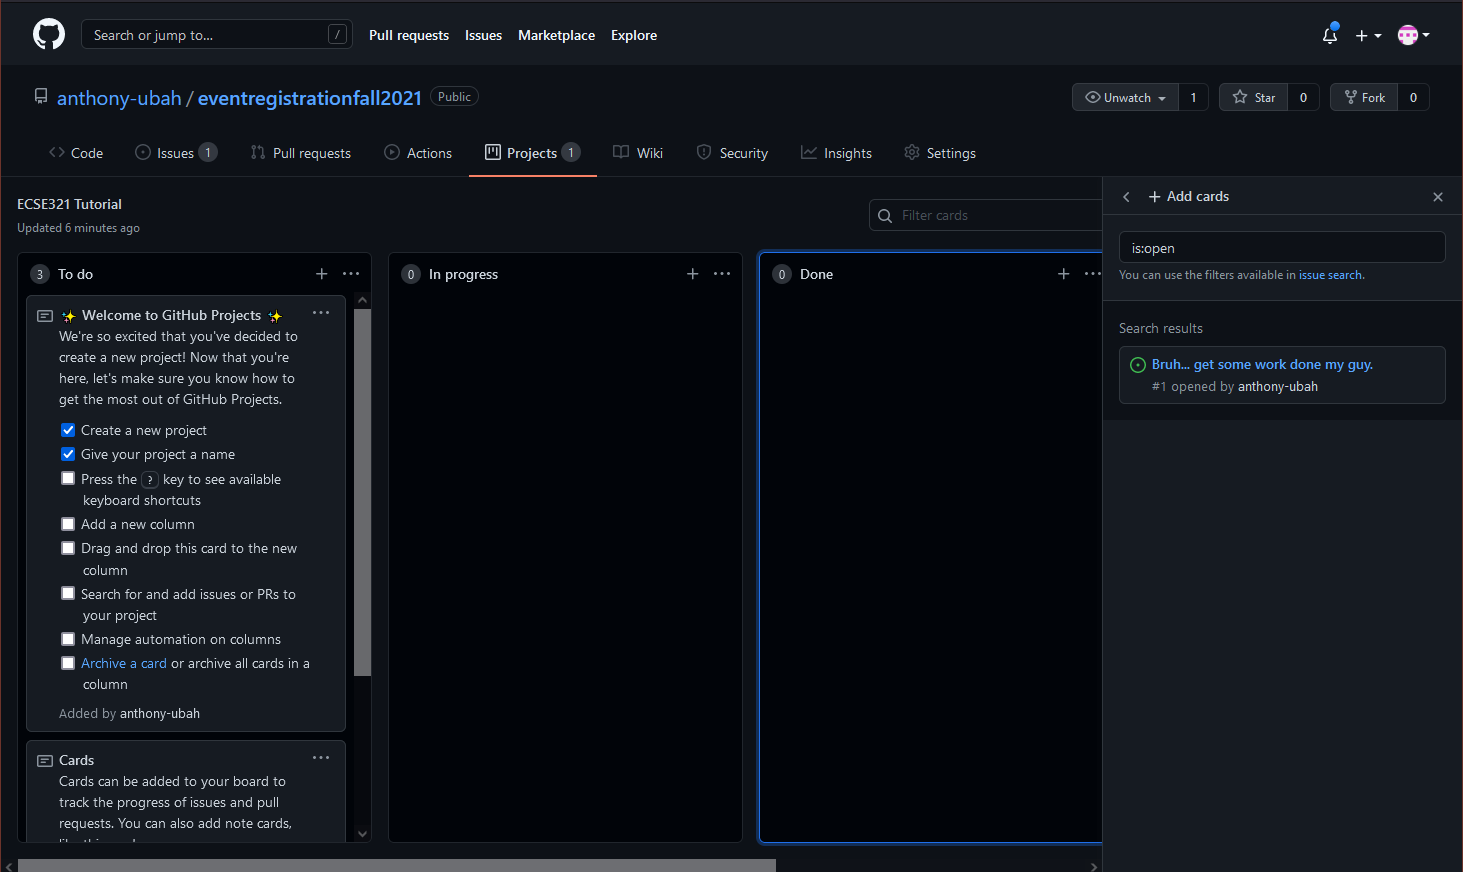 Search or jump to... /
Pull requests Issues Marketplace Explore
anthony-ubah / eventregistrationfall2021 Public
Unwatch 1 Star 0 Fork 0
Code Issues 1 Pull requests Actions Projects 1 Wiki Security Insights Settings
ECSE321 Tutorial
Updated 6 minutes ago
Filter cards
3 To do
✨ Welcome to GitHub Projects ✨
We're so excited that you've decided to
create a new project! Now that you're
here, let's make sure you know how to
get the most out of GitHub Projects.
Create a new project
Give your project a name
Press the ? key to see available
keyboard shortcuts
Add a new column
Drag and drop this card to the new
column
Search for and add issues or PRs to
your project
Manage automation on columns
Archive a card or archive all cards in a
column
Added by anthony-ubah
Cards
Cards can be added to your board to
track the progress of issues and pull
requests. You can also add note cards,
0 In progress
0 Done
Add cards
is:open
You can use the filters available in issue search.
Search results
Bruh... get some work done my guy.
#1 opened by anthony-ubah